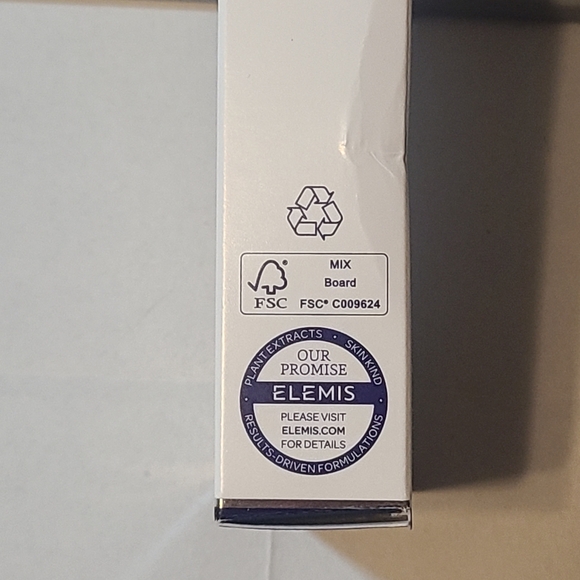 MIX
Board
FSC® FSC® C009624
PLANT EXTRACTS · SKIN KIND
OUR
PROMISE
ELEMIS
PLEASE VISIT
ELEMIS.COM
FOR DETAILS
· RESULTS-DRIVEN FORMULATIONS ·